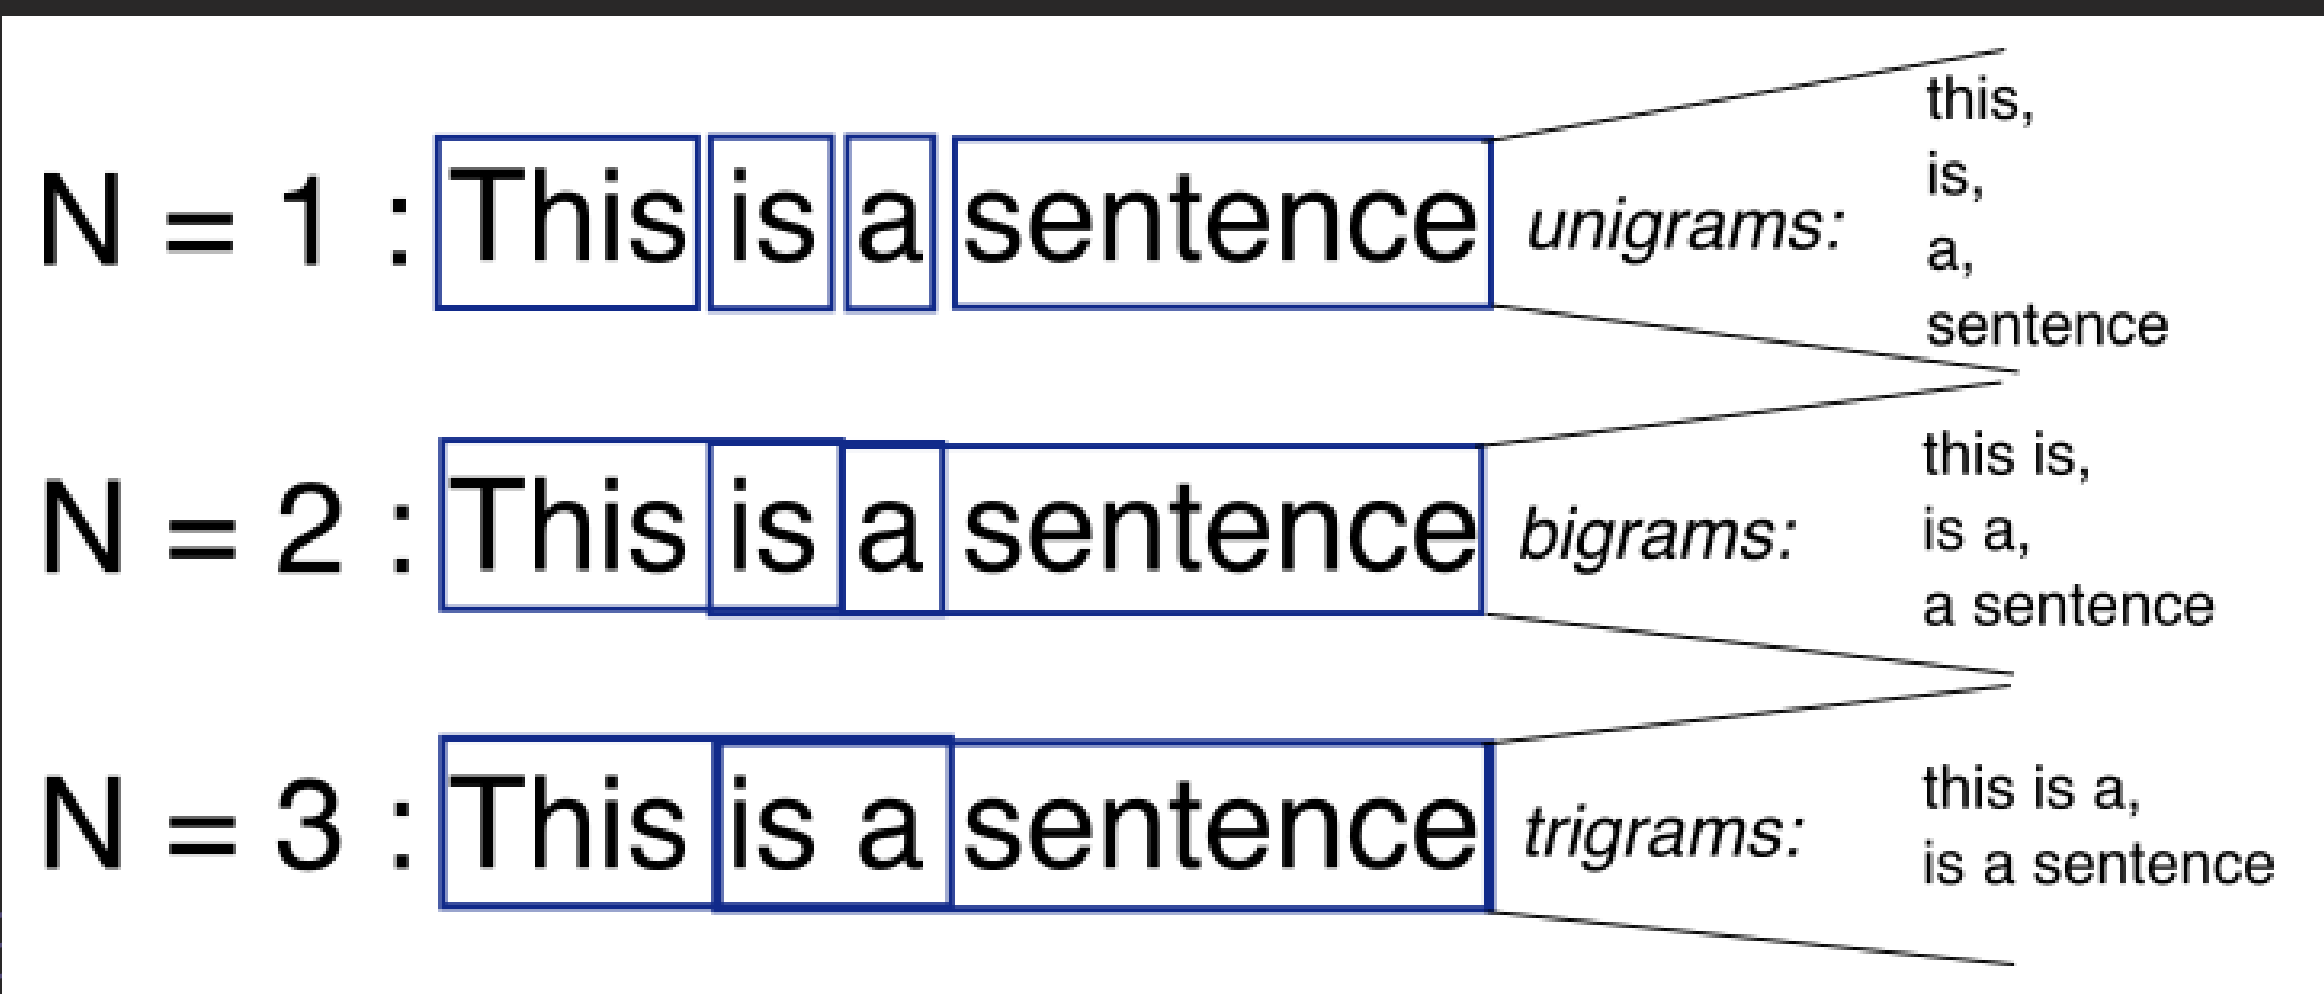 N = 1 : This is a sentence
unigrams:
this,
is,
a,
sentence
N = 2 : This is a sentence
bigrams:
this is,
is a,
a sentence
N = 3 : This is a sentence
trigrams:
this is a,
is a sentence